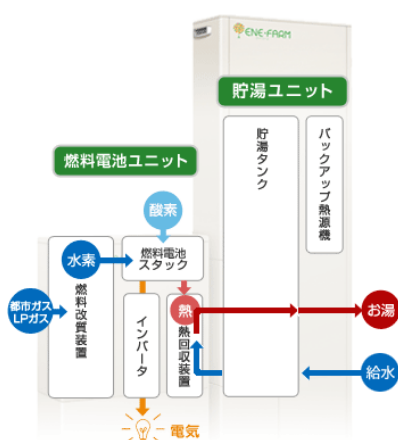 ENE-FARM
貯湯ユニット
貯湯タンク
バックアップ熱源機
燃料電池ユニット
酸素
水素
燃料電池
スタック
都市ガス
LPガス
燃料改質装置
インバータ
熱
熱回収装置
お湯
給水
電気